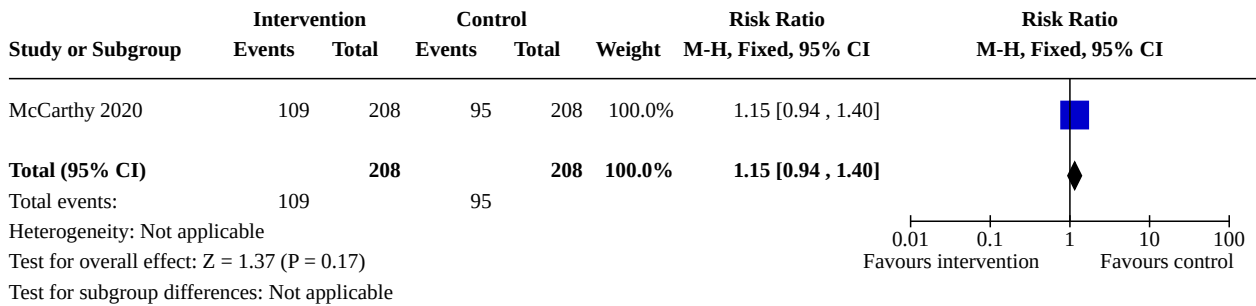 Intervention Control Risk Ratio Risk Ratio
Study or Subgroup Events Total Events Total Weight M-H, Fixed, 95% CI M-H, Fixed, 95% CI
McCarthy 2020 109 208 95 208 100.0% 1.15 [0.94 , 1.40]
Total (95% CI) 208 208 100.0% 1.15 [0.94 , 1.40]
Total events: 109 95
Heterogeneity: Not applicable
0.01 0.1 1 10 100
Test for overall effect: Z = 1.37 (P = 0.17)
Favours intervention Favours control
Test for subgroup differences: Not applicable